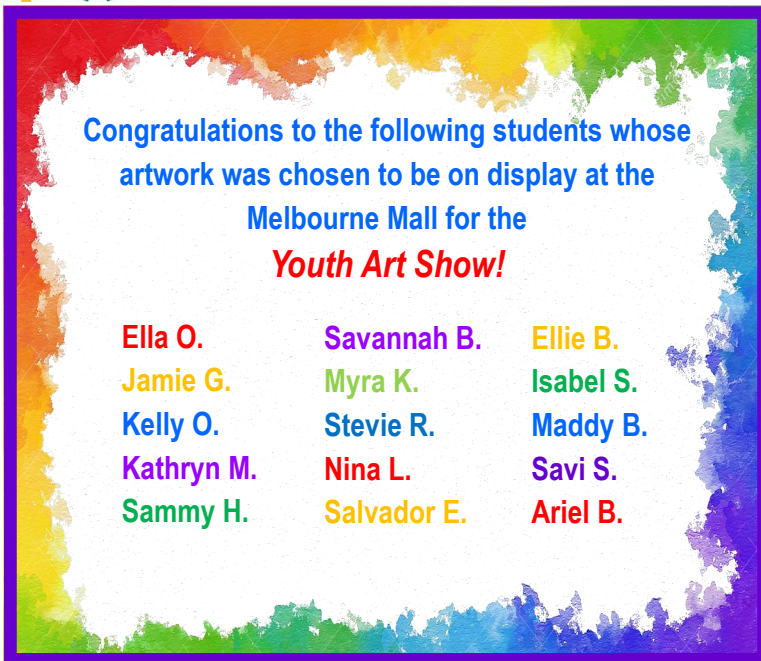 Congratulations to the following students whose
artwork was chosen to be on display at the
Melbourne Mall for the
Youth Art Show!
Ella O.
Jamie G.
Kelly O.
Kathryn M.
Sammy H.
Savannah B.
Myra K.
Stevie R.
Nina L.
Salvador E.
Ellie B.
Isabel S.
Maddy B.
Savi S.
Ariel B.